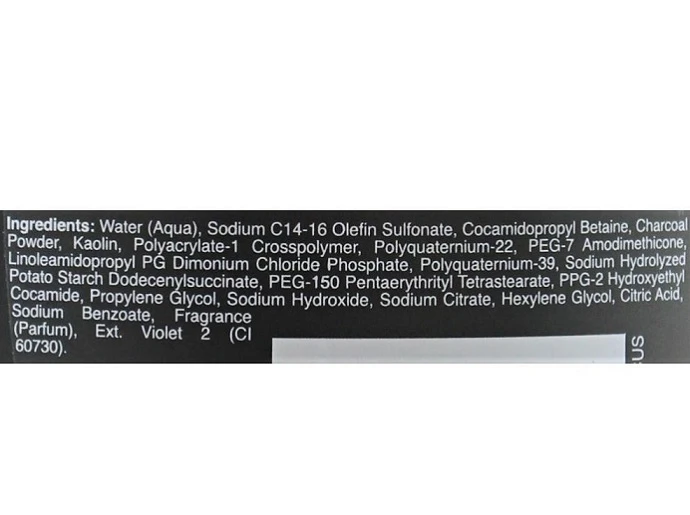 Ingredients: Water (Aqua), Sodium C14-16 Olefin Sulfonate, Cocamidopropyl Betaine, Charcoal
Powder, Kaolin, Polyacrylate-1 Crosspolymer, Polyquaternium-22, PEG-7 Amodimethicone,
Linoleamidopropyl PG Dimonium Chloride Phosphate, Polyquaternium-39, Sodium Hydrolyzed
Potato Starch Dodecenylsuccinate, PEG-150 Pentaerythrityl Tetrastearate, PPG-2 Hydroxyethyl
Cocamide, Propylene Glycol, Sodium Hydroxide, Sodium Citrate, Hexylene Glycol, Citric Acid,
Sodium Benzoate, Fragrance
(Parfum), Ext. Violet 2 (CI
60730).